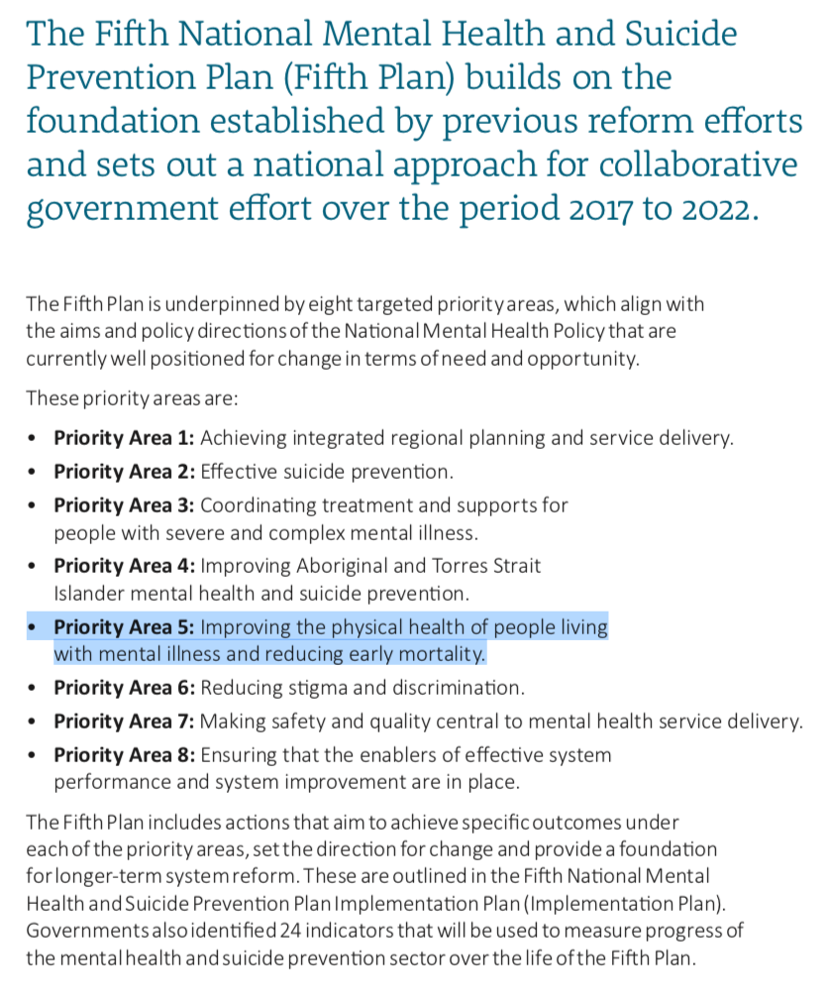 The Fifth National Mental Health and Suicide
Prevention Plan (Fifth Plan) builds on the
foundation established by previous reform efforts
and sets out a national approach for collaborative
government effort over the period 2017 to 2022.
The Fifth Plan is underpinned by eight targeted priority areas, which align with
the aims and policy directions of the National Mental Health Policy that are
currently well positioned for change in terms of need and opportunity.
These priority areas are:
• Priority Area 1: Achieving integrated regional planning and service delivery.
• Priority Area 2: Effective suicide prevention.
• Priority Area 3: Coordinating treatment and supports for
people with severe and complex mental illness.
• Priority Area 4: Improving Aboriginal and Torres Strait
Islander mental health and suicide prevention.
• Priority Area 5: Improving the physical health of people living
with mental illness and reducing early mortality.
• Priority Area 6: Reducing stigma and discrimination.
• Priority Area 7: Making safety and quality central to mental health service delivery.
• Priority Area 8: Ensuring that the enablers of effective system
performance and system improvement are in place.
The Fifth Plan includes actions that aim to achieve specific outcomes under
each of the priority areas, set the direction for change and provide a foundation
for longer-term system reform. These are outlined in the Fifth National Mental
Health and Suicide Prevention Plan Implementation Plan (Implementation Plan).
Governments also identified 24 indicators that will be used to measure progress of
the mental health and suicide prevention sector over the life of the Fifth Plan.